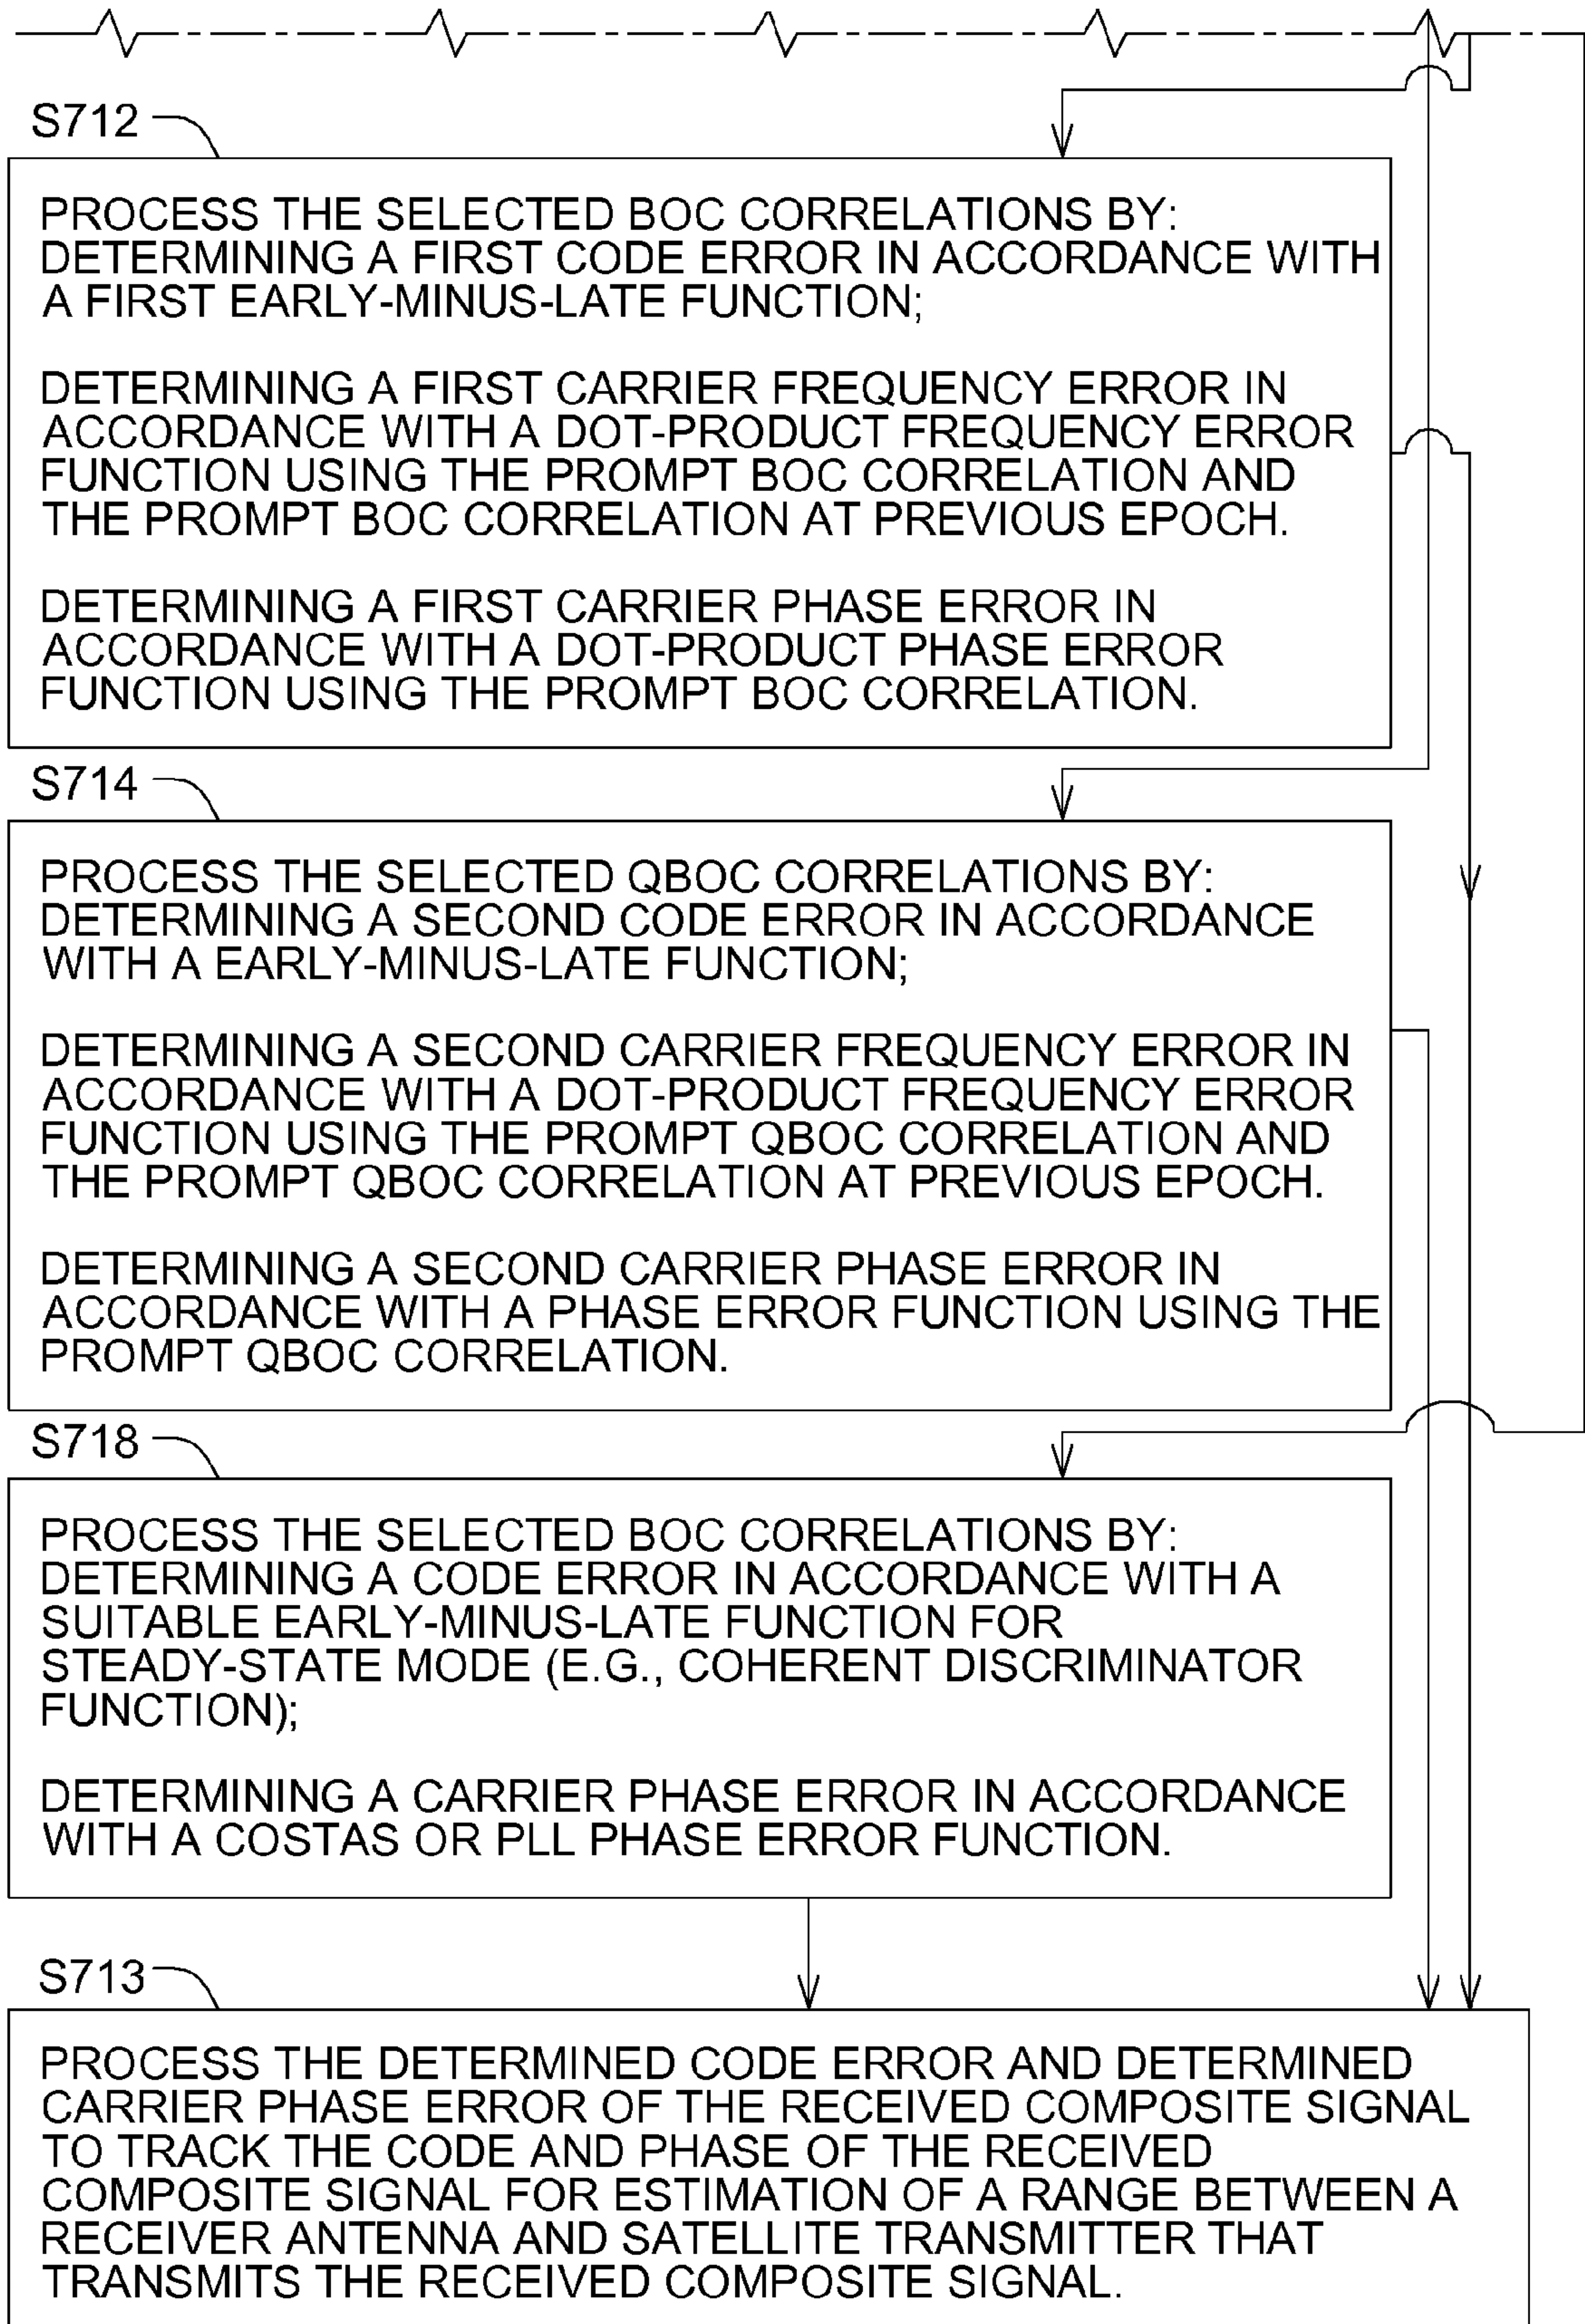 S712
PROCESS THE SELECTED BOC CORRELATIONS BY:
DETERMINING A FIRST CODE ERROR IN ACCORDANCE WITH
A FIRST EARLY-MINUS-LATE FUNCTION;
DETERMINING A FIRST CARRIER FREQUENCY ERROR IN
ACCORDANCE WITH A DOT-PRODUCT FREQUENCY ERROR
FUNCTION USING THE PROMPT BOC CORRELATION AND
THE PROMPT BOC CORRELATION AT PREVIOUS EPOCH.
DETERMINING A FIRST CARRIER PHASE ERROR IN
ACCORDANCE WITH A DOT-PRODUCT PHASE ERROR
FUNCTION USING THE PROMPT BOC CORRELATION.
S714
PROCESS THE SELECTED QBOC CORRELATIONS BY:
DETERMINING A SECOND CODE ERROR IN ACCORDANCE
WITH A EARLY-MINUS-LATE FUNCTION;
DETERMINING A SECOND CARRIER FREQUENCY ERROR IN
ACCORDANCE WITH A DOT-PRODUCT FREQUENCY ERROR
FUNCTION USING THE PROMPT QBOC CORRELATION AND
THE PROMPT QBOC CORRELATION AT PREVIOUS EPOCH.
DETERMINING A SECOND CARRIER PHASE ERROR IN
ACCORDANCE WITH A PHASE ERROR FUNCTION USING THE
PROMPT QBOC CORRELATION.
S718
PROCESS THE SELECTED BOC CORRELATIONS BY:
DETERMINING A CODE ERROR IN ACCORDANCE WITH A
SUITABLE EARLY-MINUS-LATE FUNCTION FOR
STEADY-STATE MODE (E.G., COHERENT DISCRIMINATOR
FUNCTION);
DETERMINING A CARRIER PHASE ERROR IN ACCORDANCE
WITH A COSTAS OR PLL PHASE ERROR FUNCTION.
S713
PROCESS THE DETERMINED CODE ERROR AND DETERMINED
CARRIER PHASE ERROR OF THE RECEIVED COMPOSITE SIGNAL
TO TRACK THE CODE AND PHASE OF THE RECEIVED
COMPOSITE SIGNAL FOR ESTIMATION OF A RANGE BETWEEN A
RECEIVER ANTENNA AND SATELLITE TRANSMITTER THAT
TRANSMITS THE RECEIVED COMPOSITE SIGNAL.